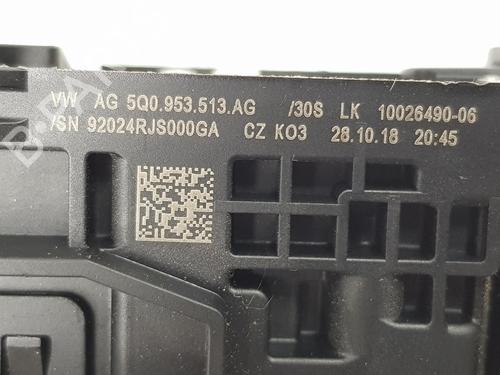 VW AG 5Q0.953.513.AG /30S LK 10026490-06
/SN 92024RJS000GA CZ KO3 28.10.18 20:45